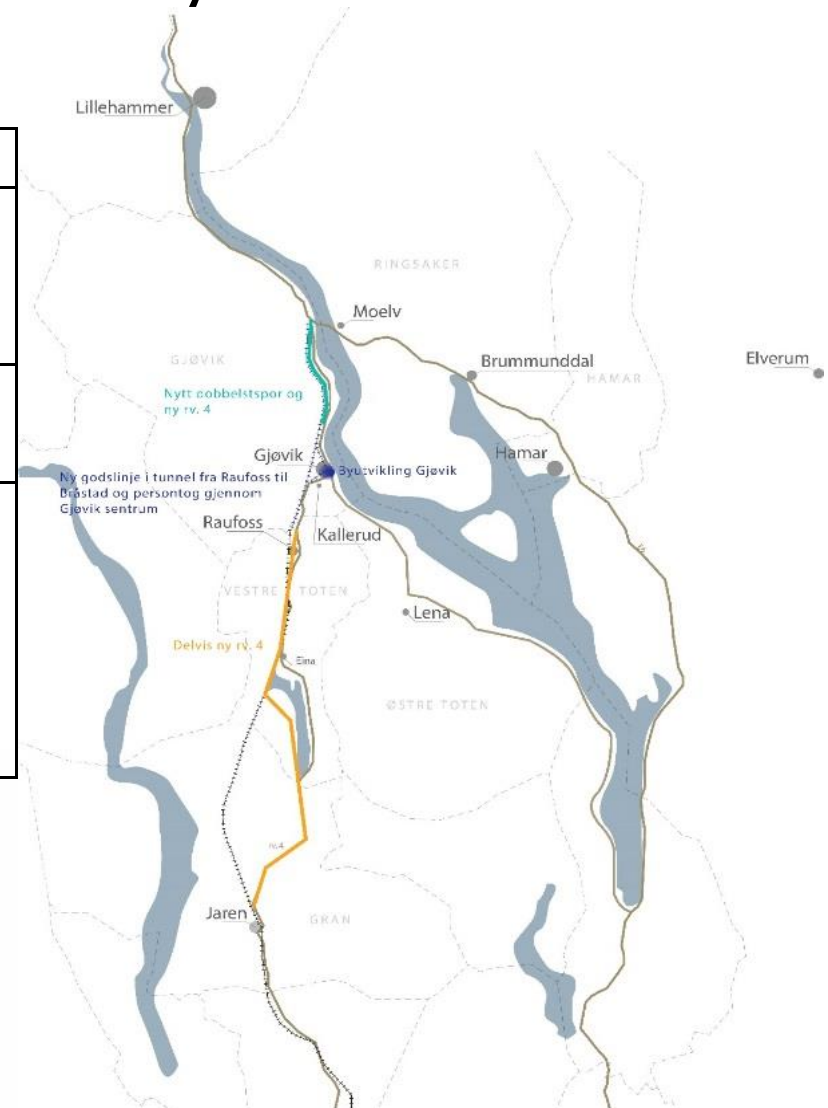 Lillehammer
RINGSAKER
Moelv
GJØVIK
Brummunddal
Elverum
HAMAR
Nytt dobbeltspor og
ny rv. 4
Gjøvik
Byutvikling Gjøvik
Hamar
Ny godslinje i tunnel fra Raufoss til
Bråstad og persontog gjennom
Gjøvik sentrum
Raufoss
Kallerud
VESTRE TOTEN
Lena
Delvis ny rv. 4
Eina
ØSTRE TOTEN
rv.4
Jaren
GRAN